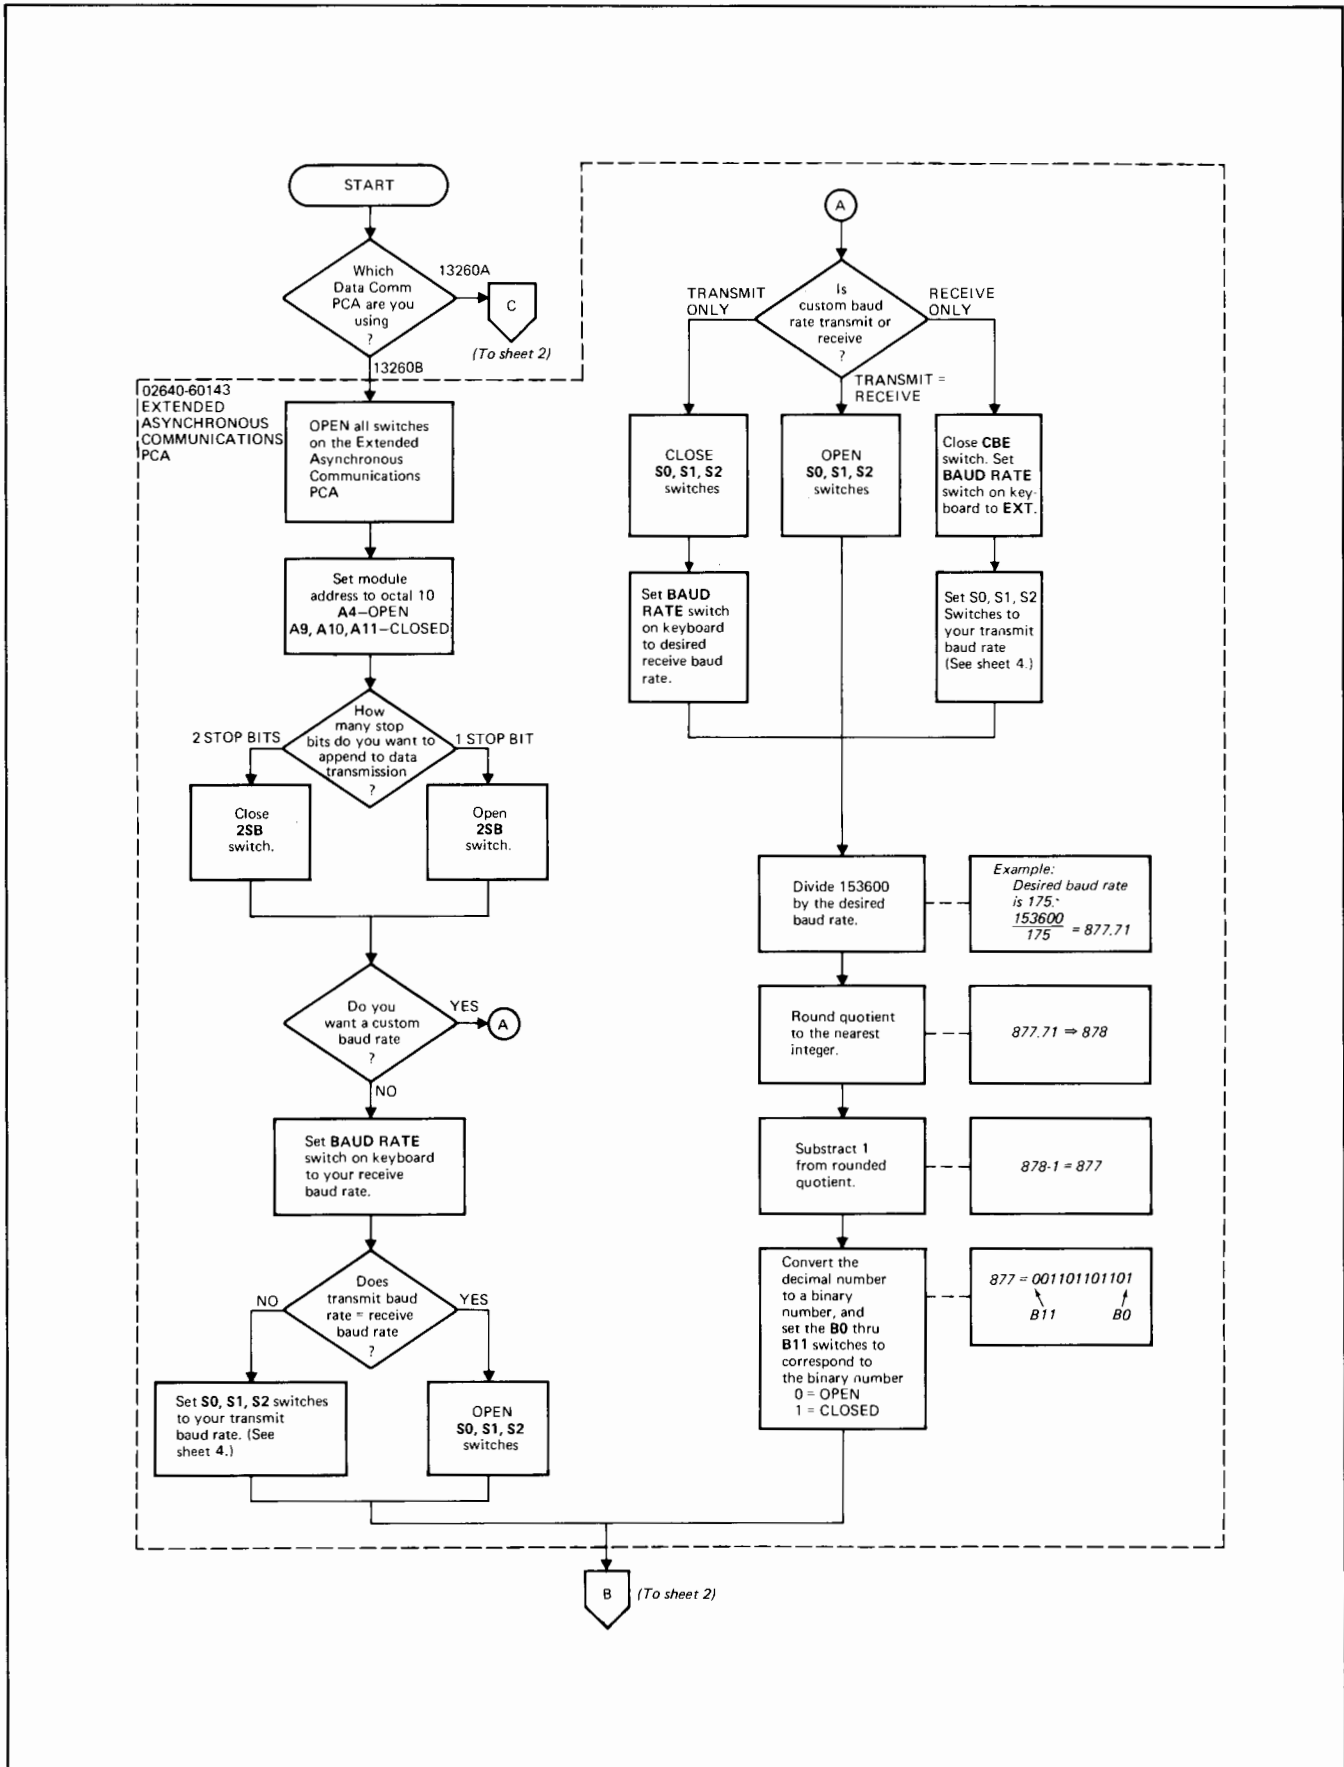 START
Which
Data Comm
PCA are you
using
?
13260A
C
(To sheet 2)
13260B
02640-60143
EXTENDED
ASYNCHRONOUS
COMMUNICATIONS
PCA
OPEN all switches
on the Extended
Asynchronous
Communications
PCA
Set module
address to octal 10
A4—OPEN
A9, A10, A11—CLOSED
How
many stop
bits do you want to
append to data
transmission
?
2 STOP BITS
1 STOP BIT
Close
2SB
switch.
Open
2SB
switch.
Do you
want a custom
baud rate
?
YES
A
NO
Set BAUD RATE
switch on keyboard
to your receive
baud rate.
Does
transmit baud
rate = receive
baud rate
?
NO
YES
Set S0, S1, S2 switches
to your transmit
baud rate. (See
sheet 4.)
OPEN
S0, S1, S2
switches
A
Is
custom baud
rate transmit or
receive
?
TRANSMIT
ONLY
RECEIVE
ONLY
TRANSMIT =
RECEIVE
CLOSE
S0, S1, S2
switches
OPEN
S0, S1, S2
switches
Close CBE
switch. Set
BAUD RATE
switch on key-
board to EXT.
Set BAUD
RATE switch
on keyboard
to desired
receive baud
rate.
Set S0, S1, S2
Switches to
your transmit
baud rate
(See sheet 4.)
Divide 153600
by the desired
baud rate.
Example:
Desired baud rate
is 175.
153600
175
= 877.71
Round quotient
to the nearest
integer.
877.71 ⇒ 878
Substract 1
from rounded
quotient.
878-1 = 877
Convert the
decimal number
to a binary
number, and
set the B0 thru
B11 switches to
correspond to
the binary number
0 = OPEN
1 = CLOSED
877 = 001101101101
B11
B0
B
(To sheet 2)